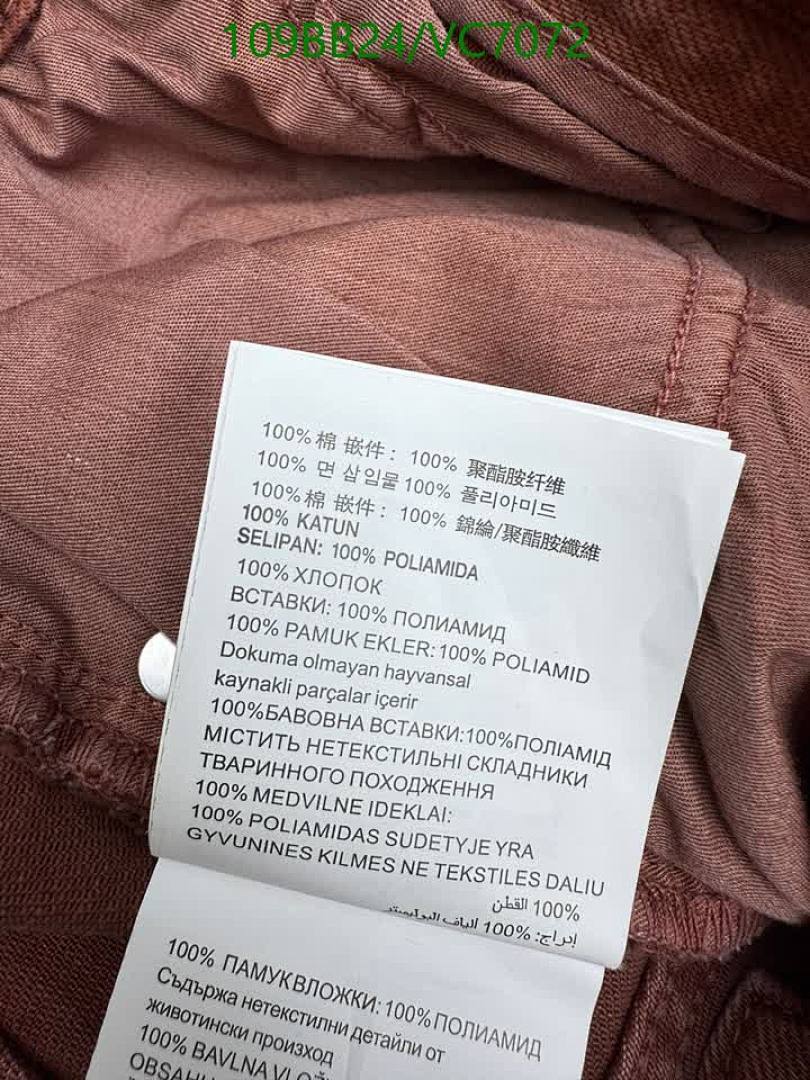 109BB24/VC7072
100% 棉 嵌件： 100% 聚酯胺纤维
100% 면 삽입물 100% 폴리아미드
100% 棉 嵌件： 100% 錦綸/聚酯胺纖維
100% KATUN
SELIPAN: 100% POLIAMIDA
100% ХЛОПОК
ВСТАВКИ: 100% ПОЛИАМИД
100% PAMUK EKLER:100% POLIAMID
Dokuma olmayan hayvansal
kaynakli parçalar içerir
100%БАВОВНА ВСТАВКИ:100%ПОЛІАМІД
МІСТИТЬ НЕТЕКСТИЛЬНІ СКЛАДНИКИ
ТВАРИННОГО ПОХОДЖЕННЯ
100% MEDVILNE IDEKLAI:
100% POLIAMIDAS SUDETYJE YRA
GYVUNINES KILMES NE TEKSTILES DALIU
100% القطن
إدراج: 100% ألياف البوليستر
100% ПАМУКВЛОЖКИ:100%ПОЛИАМИД
Съдържа нетекстилни детайли от
животински произход
100% BAVLNA